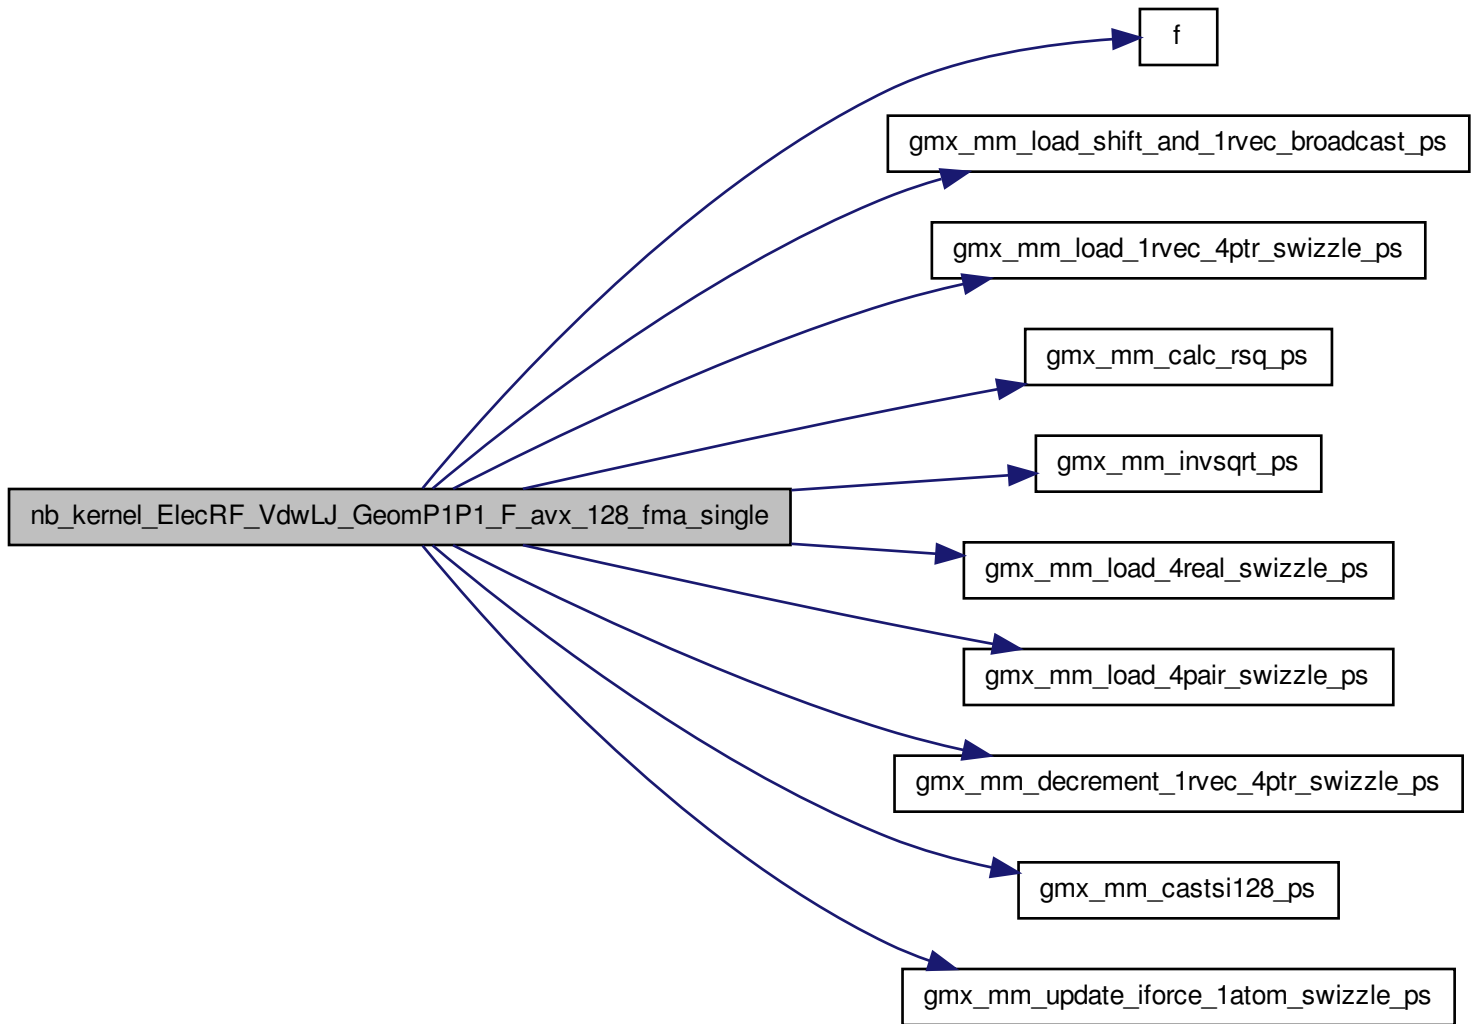 f
gmx_mm_load_shift_and_1rvec_broadcast_ps
gmx_mm_load_1rvec_4ptr_swizzle_ps
gmx_mm_calc_rsq_ps
gmx_mm_invsqrt_ps
nb_kernel_ElecRF_VdwLJ_GeomP1P1_F_avx_128_fma_single
gmx_mm_load_4real_swizzle_ps
gmx_mm_load_4pair_swizzle_ps
gmx_mm_decrement_1rvec_4ptr_swizzle_ps
gmx_mm_castsi128_ps
gmx_mm_update_iforce_1atom_swizzle_ps